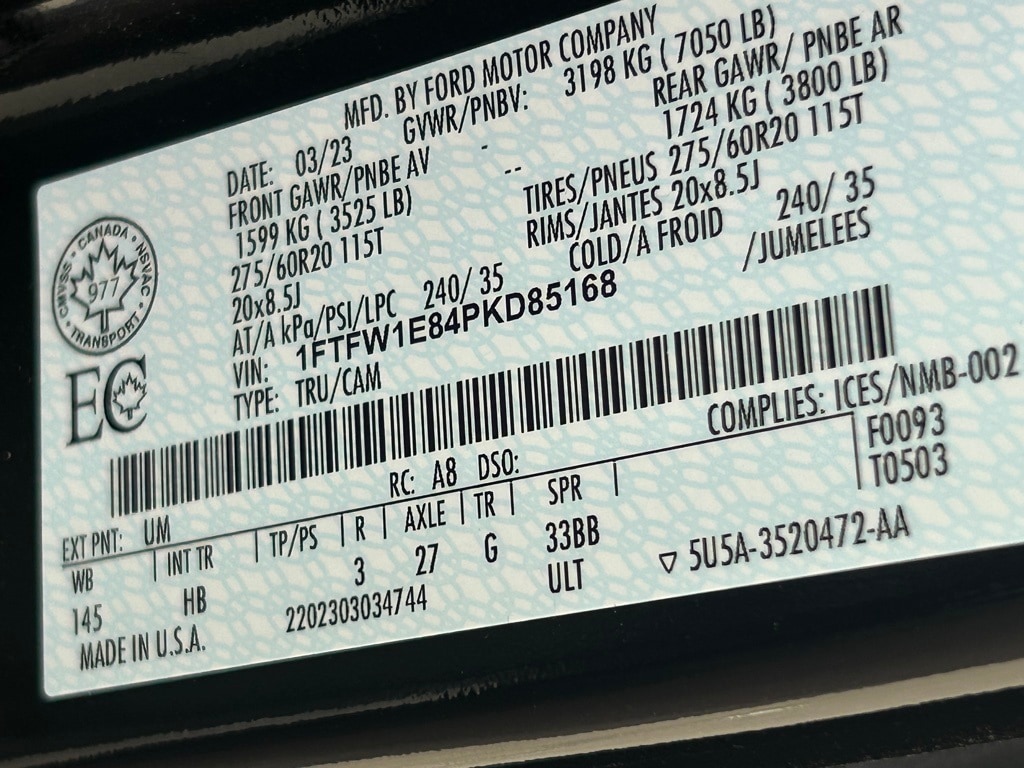 MFD. BY FORD MOTOR COMPANY
DATE: 03/23 GVWR/PNBV: 3198 KG ( 7050 LB)
FRONT GAWR/PNBE AV - REAR GAWR/ PNBE AR
1599 KG ( 3525 LB) -- 1724 KG ( 3800 LB)
275/60R20 115T TIRES/PNEUS 275/60R20 115T
20x8.5J RIMS/JANTES 20x8.5J
AT/A kPa/PSI/LPC 240/ 35 COLD/A FROID 240/ 35
VIN: 1FTFW1E84PKD85168 /JUMELEES
TYPE: TRU/CAM
CANADA
NSVAC
TRANSPORT
CMVSS
977
EC
COMPLIES: ICES/NMB-002
EXT PNT: UM RC: A8 DSO: F0093
WB INT TR TP/PS R AXLE TR SPR T0503
145 HB 3 27 G 33BB
MADE IN U.S.A. 2202303034744 ULT ▽ 5U5A-3520472-AA